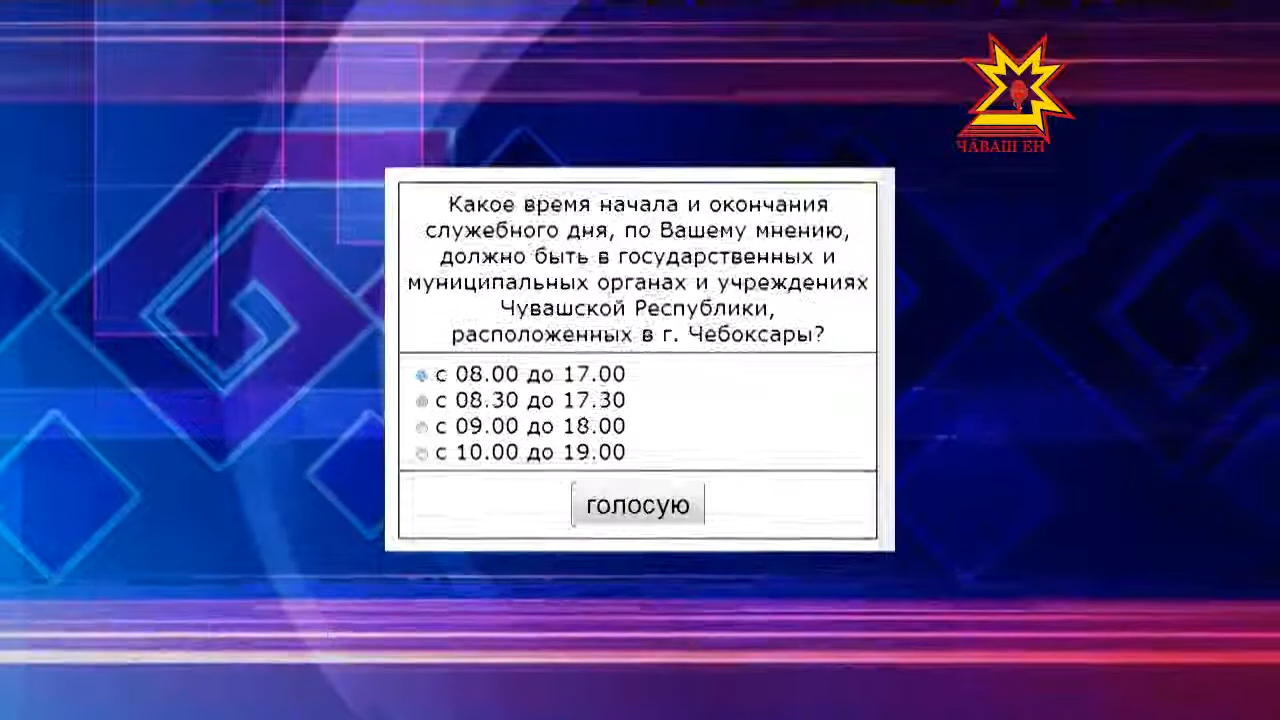 ЧӐВАШ ЕН
Какое время начала и окончания
служебного дня, по Вашему мнению,
должно быть в государственных и
муниципальных органах и учреждениях
Чувашской Республики,
расположенных в г. Чебоксары?
с 08.00 до 17.00
с 08.30 до 17.30
с 09.00 до 18.00
с 10.00 до 19.00
голосую